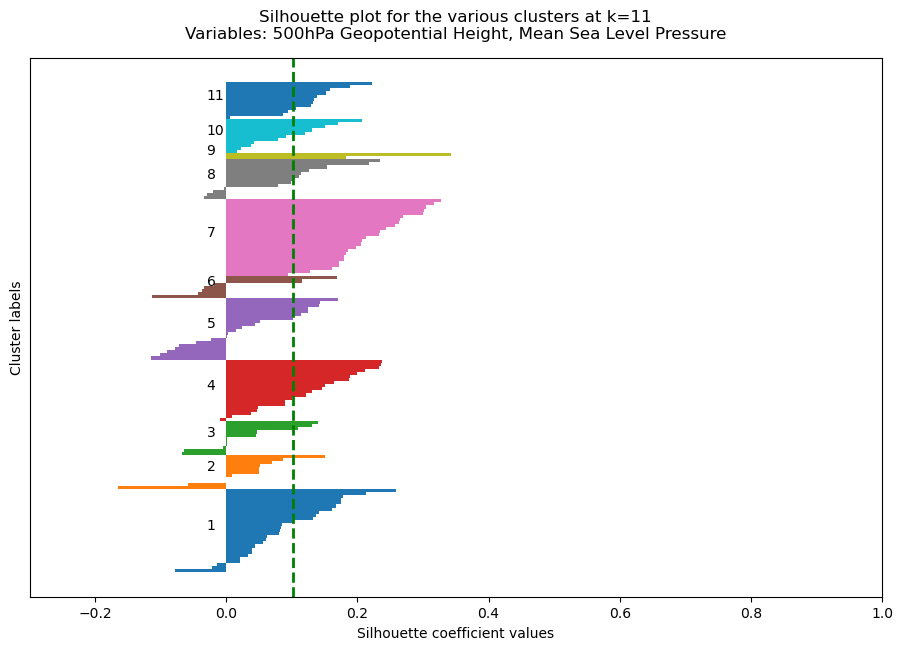 Silhouette plot for the various clusters at k=11
Variables: 500hPa Geopotential Height, Mean Sea Level Pressure
Cluster labels
11
10
9
8
7
6
5
4
3
2
1
−0.2 0.0 0.2 0.4 0.6 0.8 1.0
Silhouette coefficient values